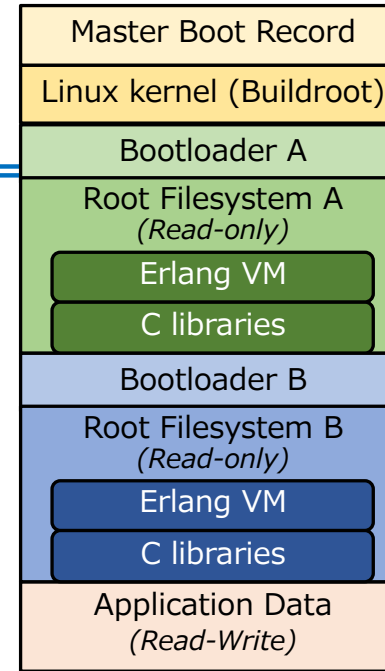 Master Boot Record
Linux kernel (Buildroot)
Bootloader A
Root Filesystem A
(Read-only)
Erlang VM
C libraries
Bootloader B
Root Filesystem B
(Read-only)
Erlang VM
C libraries
Application Data
(Read-Write)